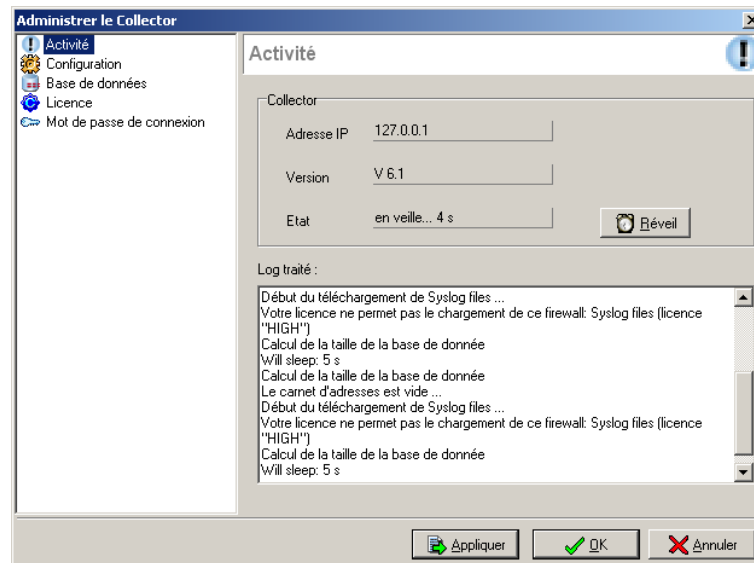 Administrer le Collector
Activité
Configuration
Base de données
Licence
Mot de passe de connexion
Activité
Collector
Adresse IP 127.0.0.1
Version V 6.1
Etat en veille... 4 s
Réveil
Log traité :
Début du téléchargement de Syslog files ...
Votre licence ne permet pas le chargement de ce firewall: Syslog files (licence
"HIGH")
Calcul de la taille de la base de donnée
Will sleep: 5 s
Calcul de la taille de la base de donnée
Le carnet d'adresses est vide ...
Début du téléchargement de Syslog files ...
Votre licence ne permet pas le chargement de ce firewall: Syslog files (licence
"HIGH")
Calcul de la taille de la base de donnée
Will sleep: 5 s
Appliquer OK Annuler